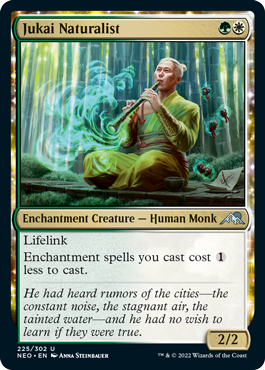 Jukai Naturalist
Enchantment Creature — Human Monk
Lifelink
Enchantment spells you cast cost 1
less to cast.
He had heard rumors of the cities—the
constant noise, the stagnant air, the
tainted water—and he had no wish to
learn if they were true.
2/2
225/302 U
NEO • EN Anna Steinbauer
™ & © 2022 Wizards of the Coast